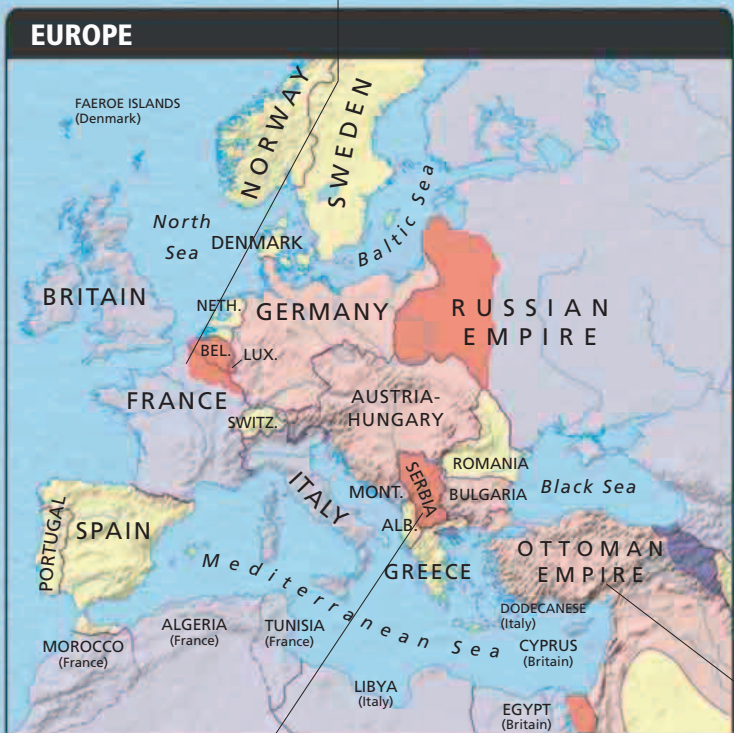 EUROPE
FAEROE ISLANDS
(Denmark)
NORWAY
SWEDEN
North
Sea
Baltic Sea
DENMARK
BRITAIN
NETH.
GERMANY
RUSSIAN
EMPIRE
BEL.
LUX.
FRANCE
AUSTRIA-
HUNGARY
SWITZ.
ROMANIA
SERBIA
ITALY
MONT.
BULGARIA
Black Sea
ALB.
PORTUGAL
SPAIN
OTTOMAN
EMPIRE
GREECE
Mediterranean Sea
DODECANESE
(Italy)
ALGERIA
(France)
TUNISIA
(France)
MOROCCO
(France)
CYPRUS
(Britain)
LIBYA
(Italy)
EGYPT
(Britain)